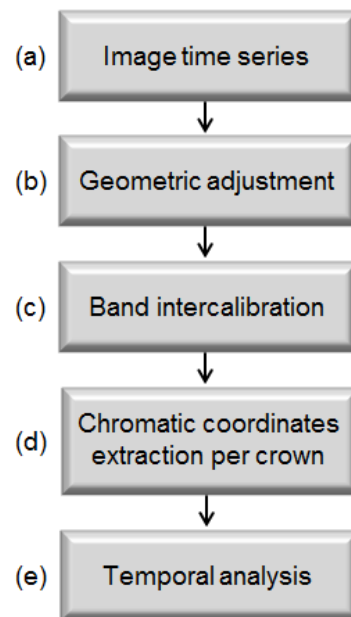 (a) Image time series
(b) Geometric adjustment
(c) Band intercalibration
(d) Chromatic coordinates
extraction per crown
(e) Temporal analysis